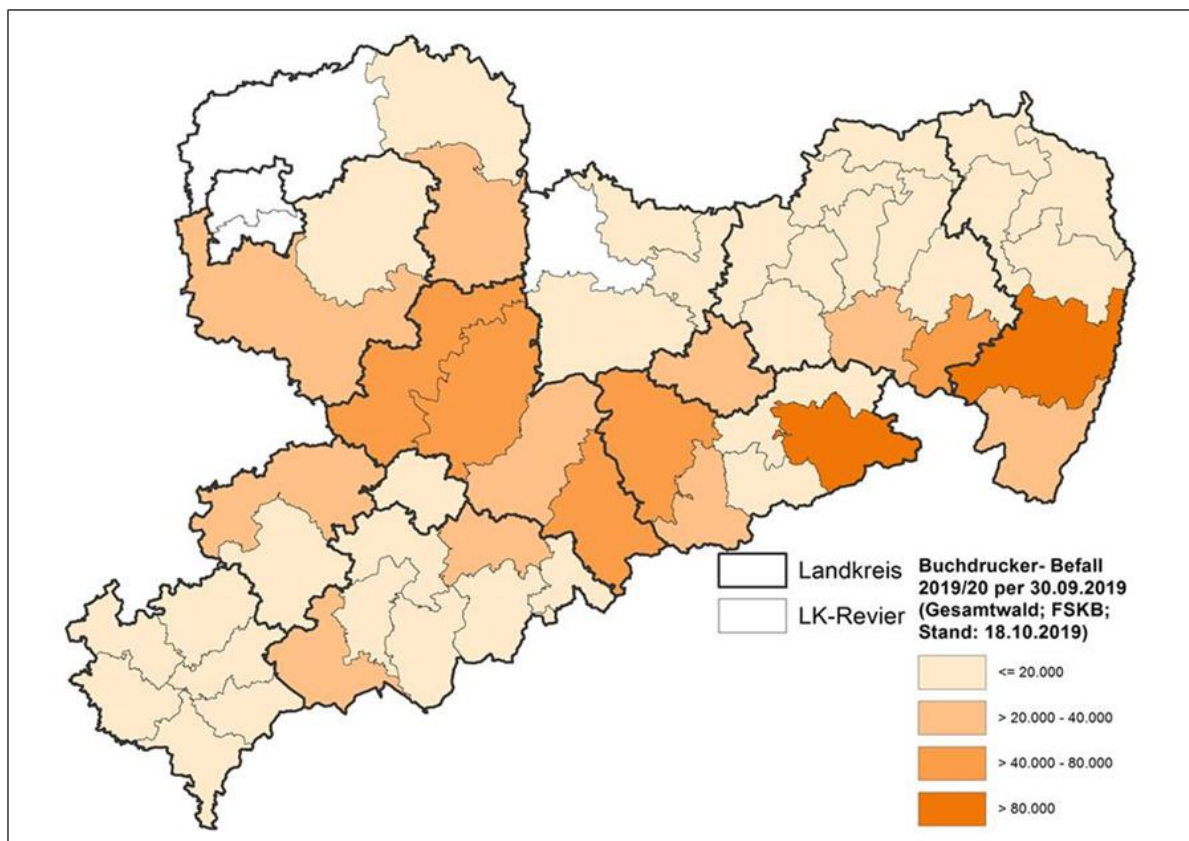 Landkreis
LK-Revier
Buchdrucker- Befall
2019/20 per 30.09.2019
(Gesamtwald; FSKB;
Stand: 18.10.2019)
<= 20.000
> 20.000 - 40.000
> 40.000 - 80.000
> 80.000